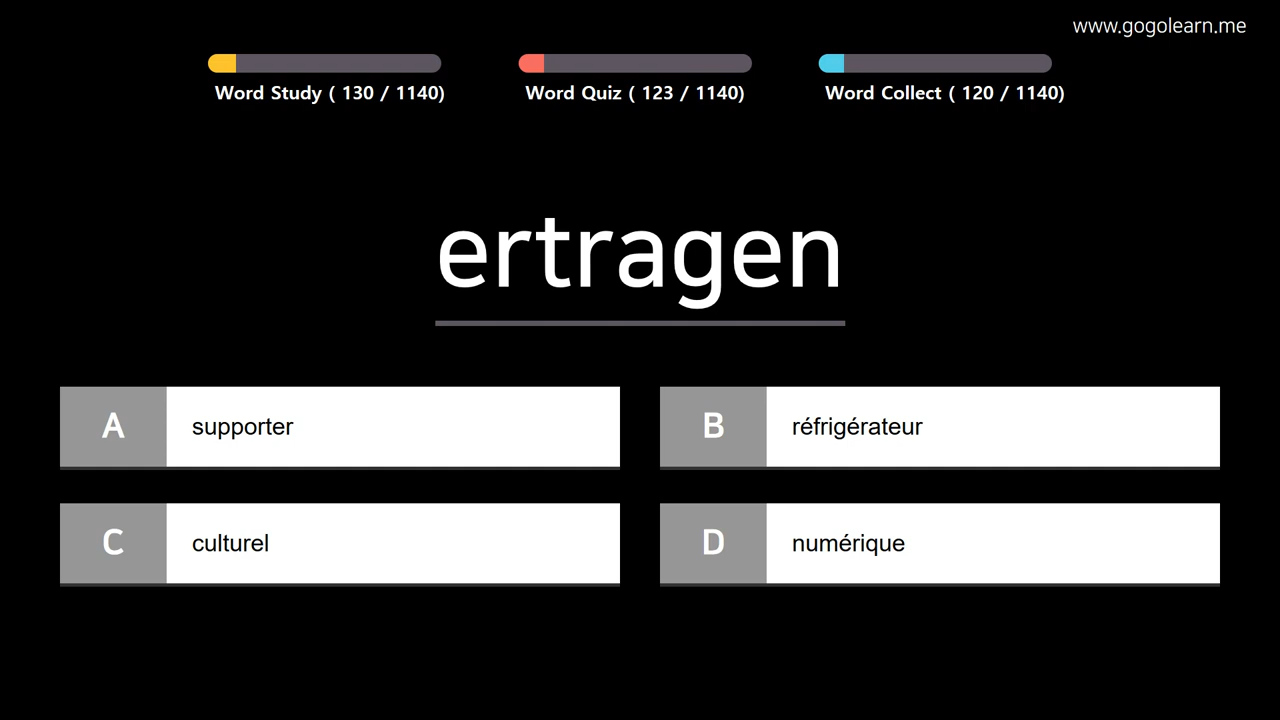 www.gogolearn.me
Word Study ( 130 / 1140)
Word Quiz ( 123 / 1140)
Word Collect ( 120 / 1140)
ertragen
A
supporter
B
réfrigérateur
C
culturel
D
numérique